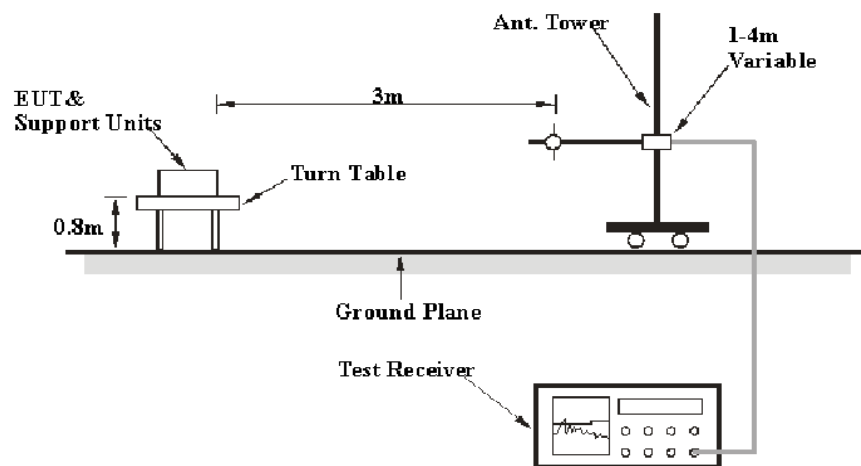 Ant. Tower
1-4m
Variable
3m
EUT &
Support Units
Turn Table
0.8m
Ground Plane
Test Receiver